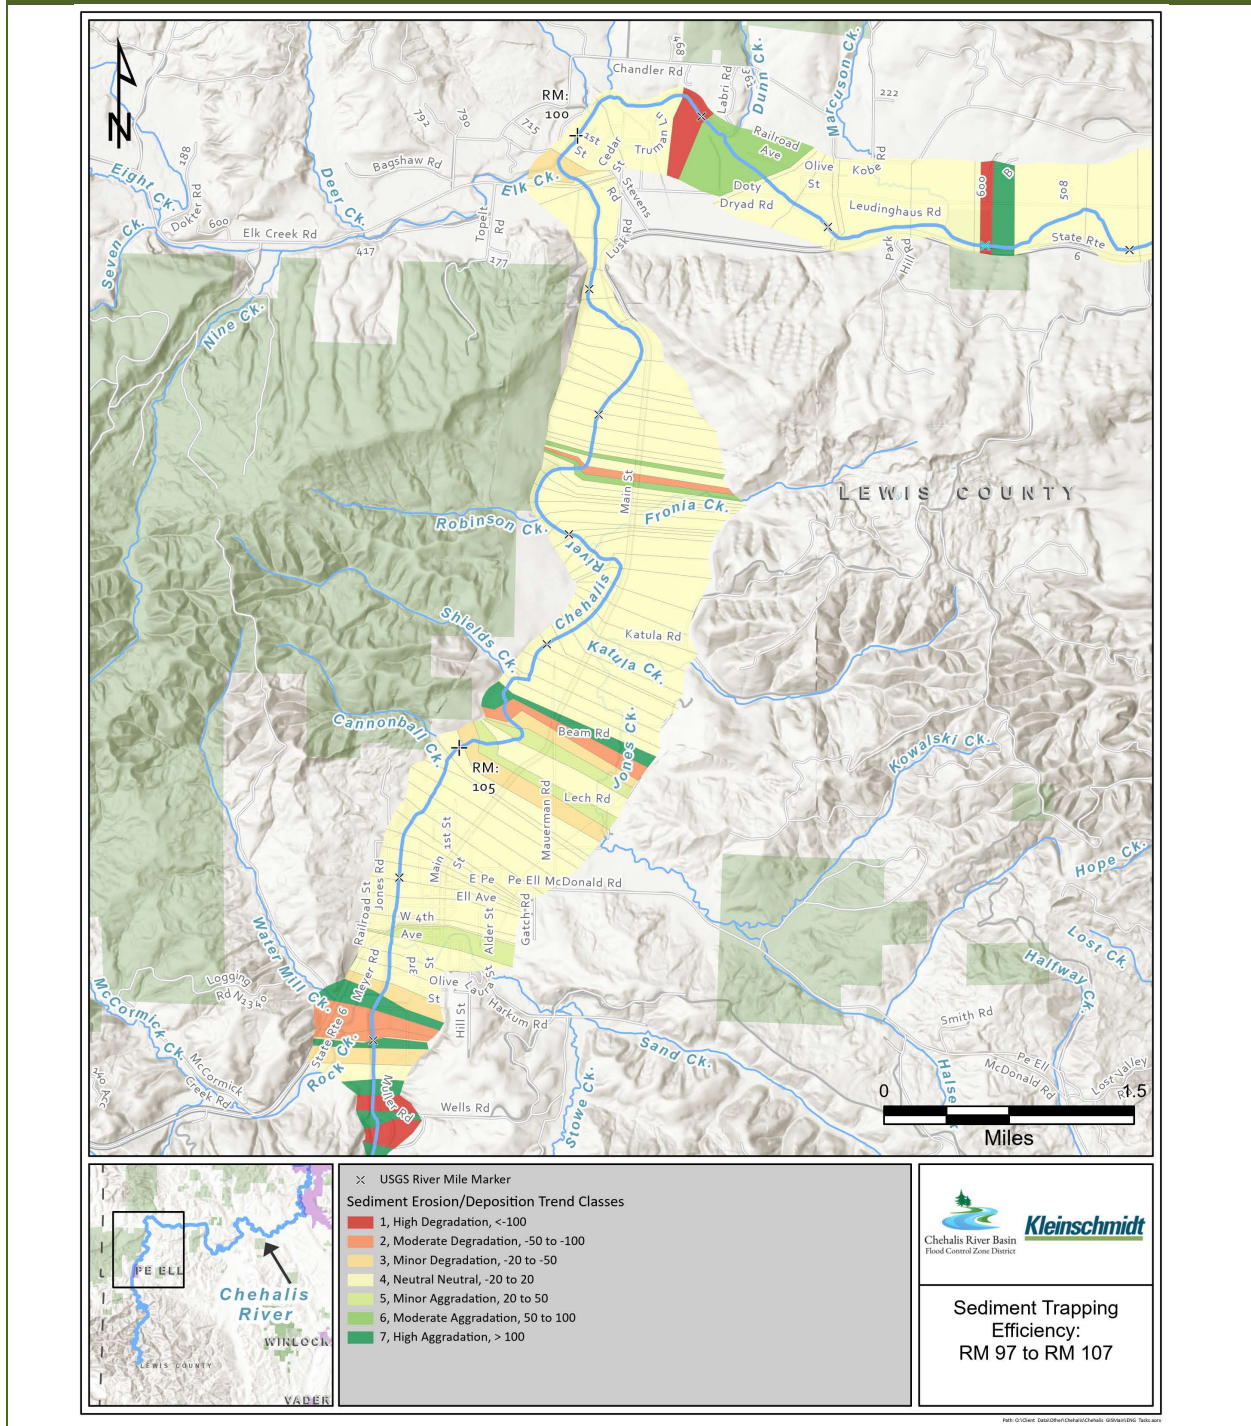 N
Chandler Rd
468
Labri Rd
361
Dunn Ck.
Marcuson Ck.
222
RM:
100
792
790
715
1st
St
Cedar
St
Truman Ln
Railroad
Ave
Bagshaw Rd
188
Eight Ck.
Deer Ck.
Elk Ck.
Stevens
Rd
Doty
Dryad Rd
Olive
St
Kobe Rd
600
B
508
Seven Ck.
Dokter Rd
600
Elk Creek Rd
417
Topelt
Rd
177
Lusk Rd
Leudinghaus Rd
Park
Hill Rd
State Rte
6
Nine Ck.
LEWIS COUNTY
Main St
Fronia Ck.
Robinson Ck.
Chehalis
River
Shields Ck.
Katula Rd
Katula Ck.
Cannonball Ck.
Beam Rd
Jones Ck.
Kowalski Ck.
RM:
105
Lech Rd
Mauerman Rd
Main
1st St
St
Hope Ck.
Railroad St
Jones Rd
E Pe
Ell Ave
Pe Ell McDonald Rd
W 4th
Ave
Alder St
Gatch Rd
Water Mill Ck.
Meyer Rd
3rd
St
Olive
St
Laura St
Lost Ck.
Halfway Ck.
Logging
Rd N1340
McCormick Ck.
State Rte 6
Hill St
Harkum Rd
Smith Rd
Rock Ck.
Sand Ck.
Pe Ell
McDonald Rd
McCormick
Creek Rd
Muller Rd
Wells Rd
Stowe Ck.
Lost Valley
Rd
0
1.5
Miles
PE ELL
Chehalis
River
WINLOCK
LEWIS COUNTY
VADER
USGS River Mile Marker
Sediment Erosion/Deposition Trend Classes
1, High Degradation, <-100
2, Moderate Degradation, -50 to -100
3, Minor Degradation, -20 to -50
4, Neutral Neutral, -20 to 20
5, Minor Aggradation, 20 to 50
6, Moderate Aggradation, 50 to 100
7, High Aggradation, > 100
Chehalis River Basin
Flood Control Zone District
Kleinschmidt
Sediment Trapping
Efficiency:
RM 97 to RM 107